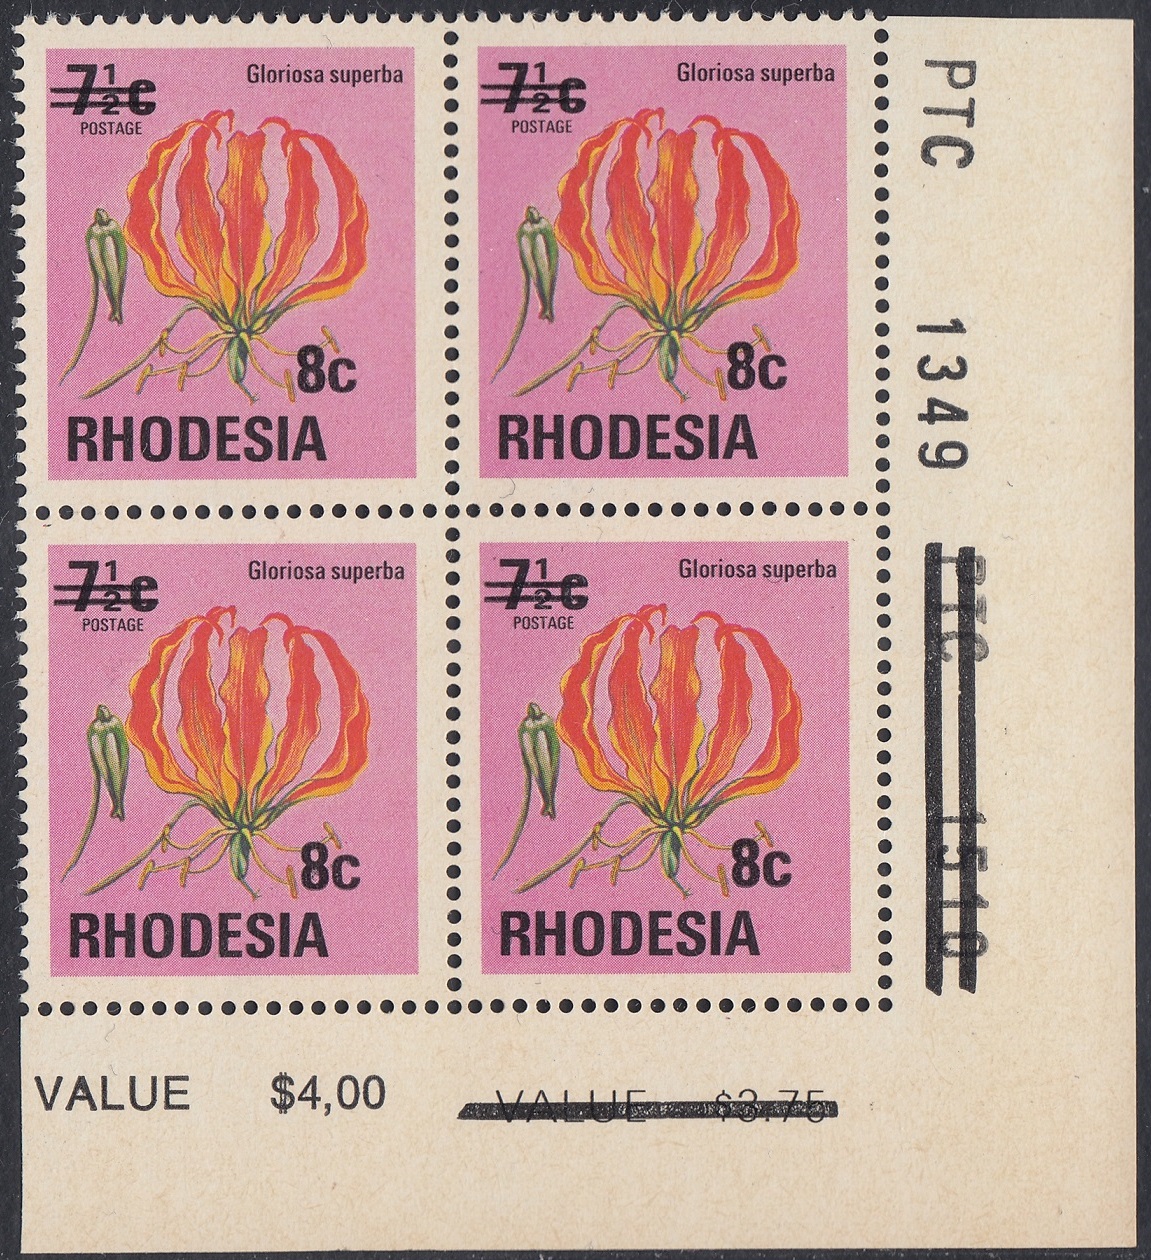 7½c Gloriosa superba
POSTAGE
8c
RHODESIA
7½c Gloriosa superba
POSTAGE
8c
RHODESIA
7½c Gloriosa superba
POSTAGE
8c
RHODESIA
7½c Gloriosa superba
POSTAGE
8c
RHODESIA
PTC 1349
PTC 1510
VALUE $4,00
VALUE $3.75